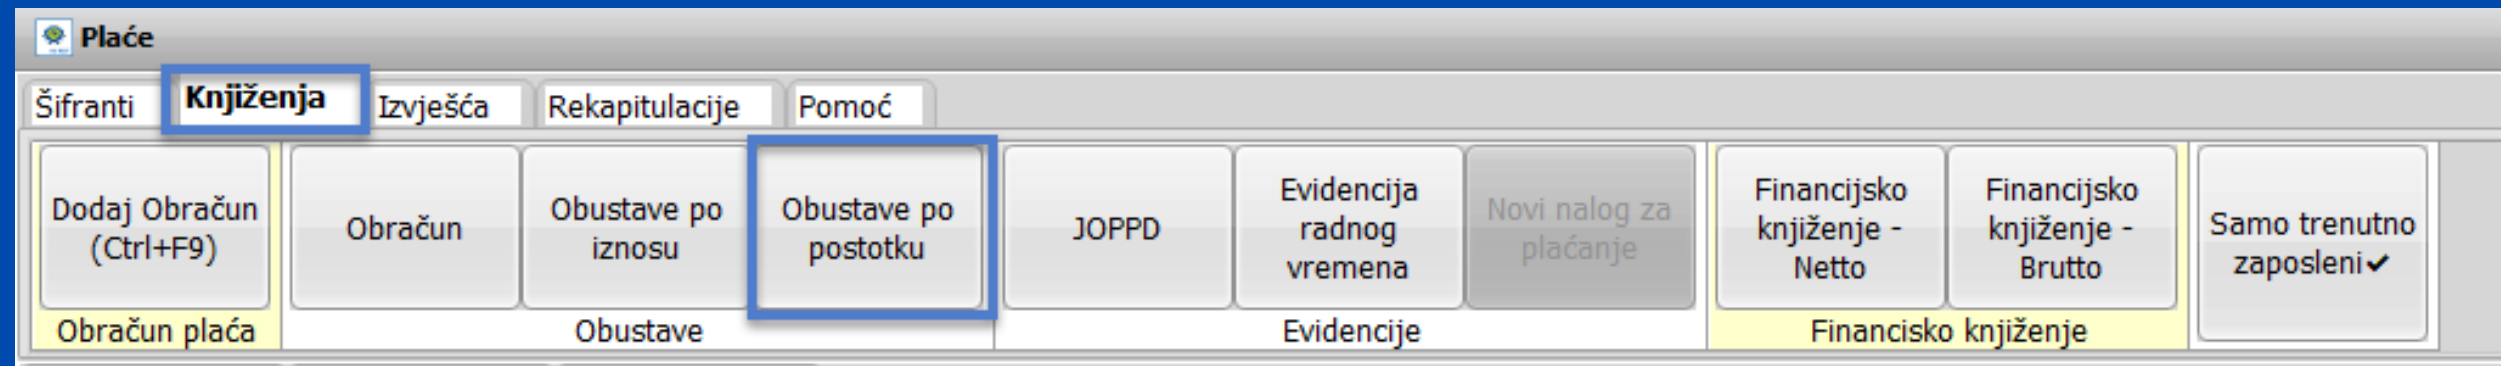 Plaće
Šifranti Knjiženja Izvješća Rekapitulacije Pomoć
Dodaj Obračun
(Ctrl+F9)
Obračun
Obustave po
iznosu
Obustave po
postotku
JOPPD
Evidencija
radnog
vremena
Novi nalog za
plaćanje
Financijsko
knjiženje -
Netto
Financijsko
knjiženje -
Brutto
Samo trenutno
zaposleni✔
Obračun plaća
Obustave
Evidencije
Financisko knjiženje